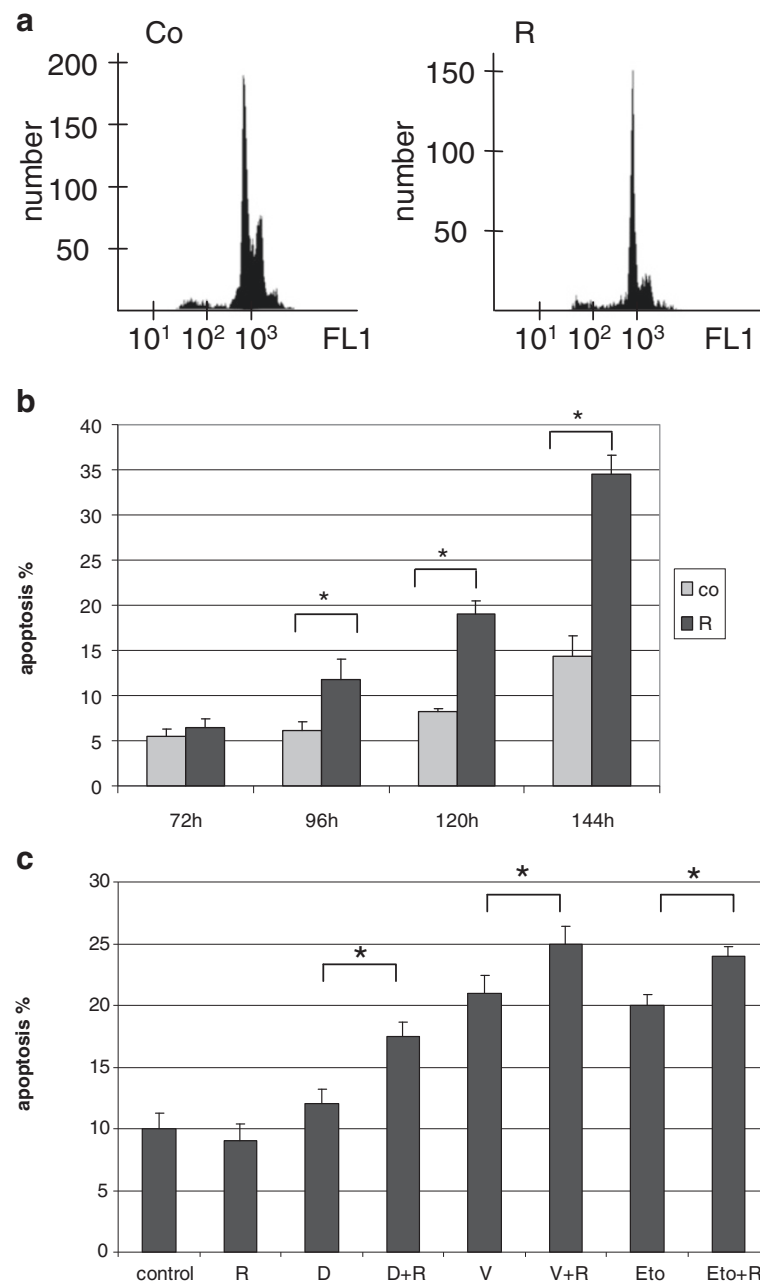 a
Co
R
200
150
100
50
number
10¹ 10² 10³ FL1
150
100
50
number
10¹ 10² 10³ FL1
b
40
35
30
25
20
15
10
5
0
apoptosis %
*
*
*
co
R
72h 96h 120h 144h
c
30
25
20
15
10
5
0
apoptosis %
*
*
*
control R D D+R V V+R Eto Eto+R